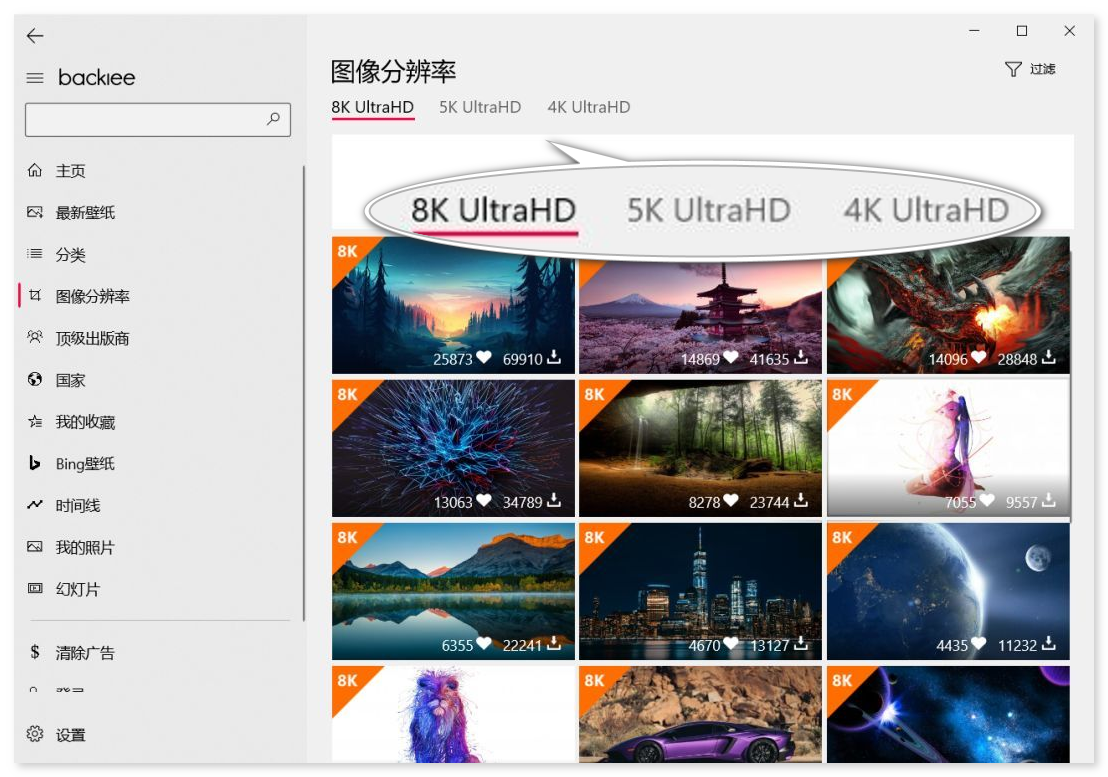 backiee
主页
最新壁纸
分类
图像分辨率
顶级出版商
国家
我的收藏
Bing壁纸
时间线
我的照片
幻灯片
$ 清除广告
设置
图像分辨率
过滤
8K UltraHD 5K UltraHD 4K UltraHD
8K UltraHD 5K UltraHD 4K UltraHD
8K
25873 69910
14869 41635
14096 28848
8K 8K 8K
13063 34789
8278 23744
7055 9557
8K 8K 8K
6355 22241
4670 13127
4435 11232
8K 8K 8K